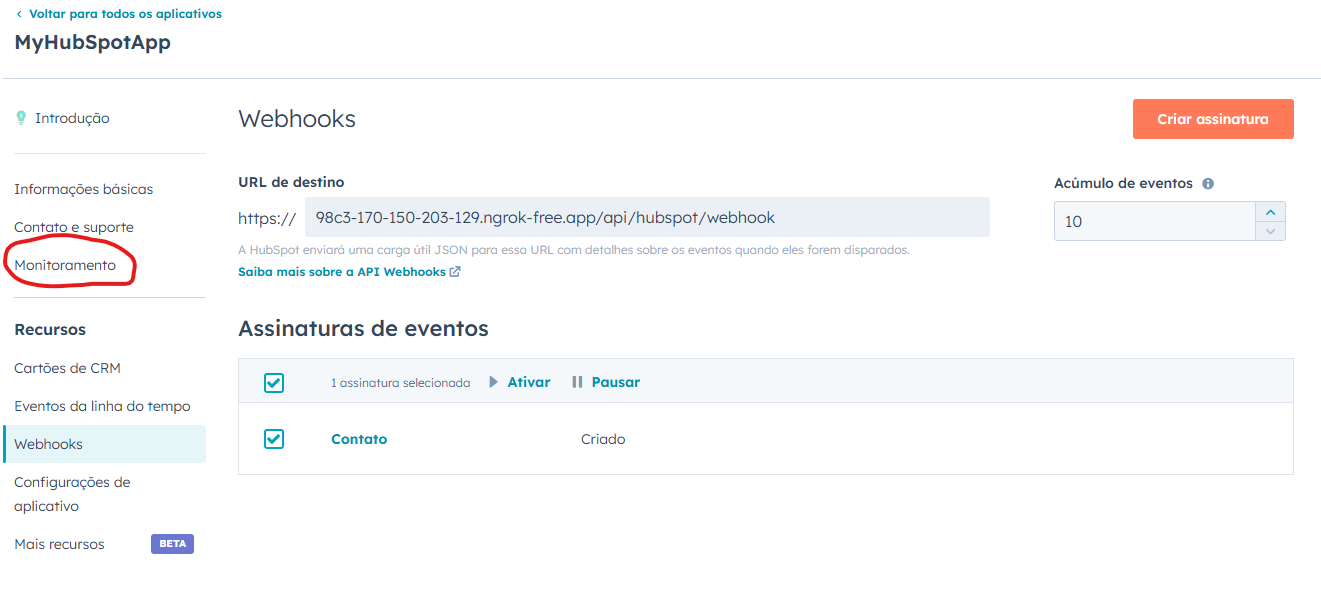 Voltar para todos os aplicativos
MyHubSpotApp
Introdução
Informações básicas
Contato e suporte
Monitoramento
Recursos
Cartões de CRM
Eventos da linha do tempo
Webhooks
Configurações de
aplicativo
Mais recursos BETA
Webhooks
Criar assinatura
URL de destino
https:// 98c3-170-150-203-129.ngrok-free.app/api/hubspot/webhook
A HubSpot enviará uma carga útil JSON para essa URL com detalhes sobre os eventos quando eles forem disparados.
Saiba mais sobre a API Webhooks
Acúmulo de eventos
10
Assinaturas de eventos
1 assinatura selecionada Ativar Pausar
Contato Criado